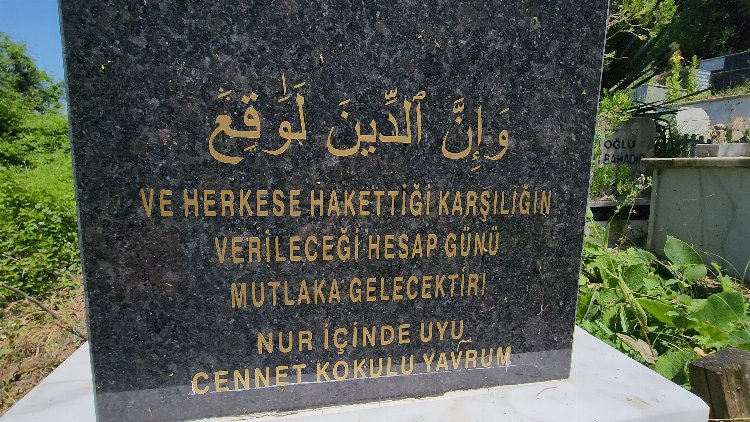 وَإِنَّ ٱلدِّينَ لَوَٰقِعٌ
VE HERKESE HAKETTİĞİ KARŞILIĞIN
VERİLECEĞİ HESAP GÜNÜ
MUTLAKA GELECEKTİR!
NUR İÇİNDE UYU
CENNET KOKULU YAVRUM
OĞLU
BAHADIR